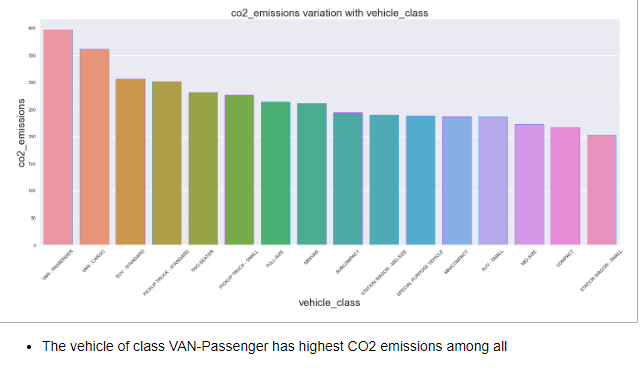 co2_emissions variation with vehicle_class
co2_emissions
400
350
300
250
200
150
100
50
0
VAN - PASSENGER
VAN - CARGO
SUV - STANDARD
PICKUP TRUCK - STANDARD
TWO-SEATER
PICKUP TRUCK - SMALL
FULL-SIZE
MINIVAN
SUBCOMPACT
STATION WAGON - MID-SIZE
SPECIAL PURPOSE VEHICLE
MINICOMPACT
SUV - SMALL
MID-SIZE
COMPACT
STATION WAGON - SMALL
vehicle_class
• The vehicle of class VAN-Passenger has highest CO2 emissions among all